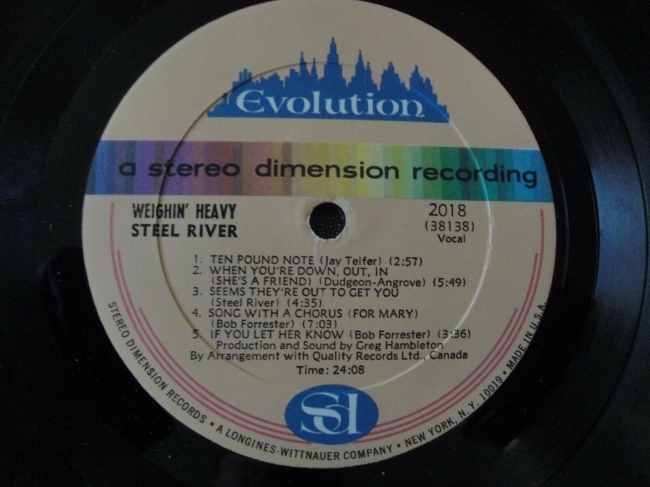 Evolution
a stereo dimension recording
WEIGHIN' HEAVY
STEEL RIVER
2018
(38138)
Vocal
1. TEN POUND NOTE (Jay Telfer) (2:57)
2. WHEN YOU'RE DOWN, OUT, IN
(SHE'S A FRIEND) (Dudgeon-Angrove) (5:49)
3. SEEMS THEY'RE OUT TO GET YOU
(Steel River) (4:35)
4. SONG WITH A CHORUS (FOR MARY)
(Bob Forrester) (7:03)
5. IF YOU LET HER KNOW (Bob Forrester) (3:36)
Production and Sound by Greg Hambleton
By Arrangement with Quality Records Ltd., Canada
Time: 24:08
SD
STEREO DIMENSION RECORDS • A LONGINES-WITTNAUER COMPANY • NEW YORK, N. Y. 10019 • MADE IN U.S.A.